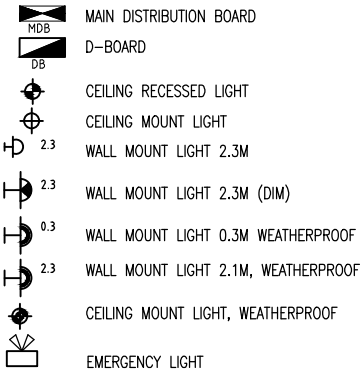 MDB MAIN DISTRIBUTION BOARD
DB D-BOARD
CEILING RECESSED LIGHT
CEILING MOUNT LIGHT
2.3 WALL MOUNT LIGHT 2.3M
2.3 WALL MOUNT LIGHT 2.3M (DIM)
0.3 WALL MOUNT LIGHT 0.3M WEATHERPROOF
2.3 WALL MOUNT LIGHT 2.1M, WEATHERPROOF
CEILING MOUNT LIGHT, WEATHERPROOF
EMERGENCY LIGHT